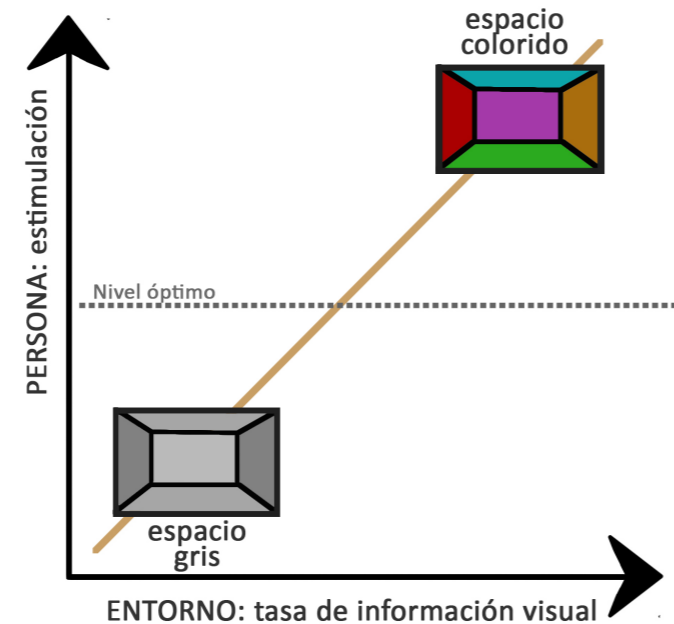 espacio
colorido
PERSONA: estimulación
Nivel óptimo
espacio
gris
ENTORNO: tasa de información visual